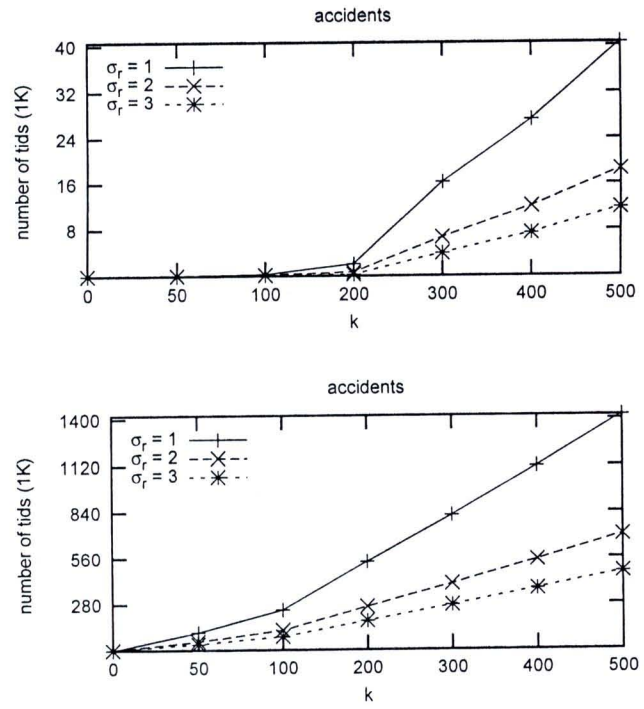 accidents
number of tids (1K)
40
32
24
16
8
σr = 1
σr = 2
σr = 3
0 50 100 200 300 400 500
k
accidents
number of tids (1K)
1400
1120
840
560
280
σr = 1
σr = 2
σr = 3
0 50 100 200 300 400 500
k